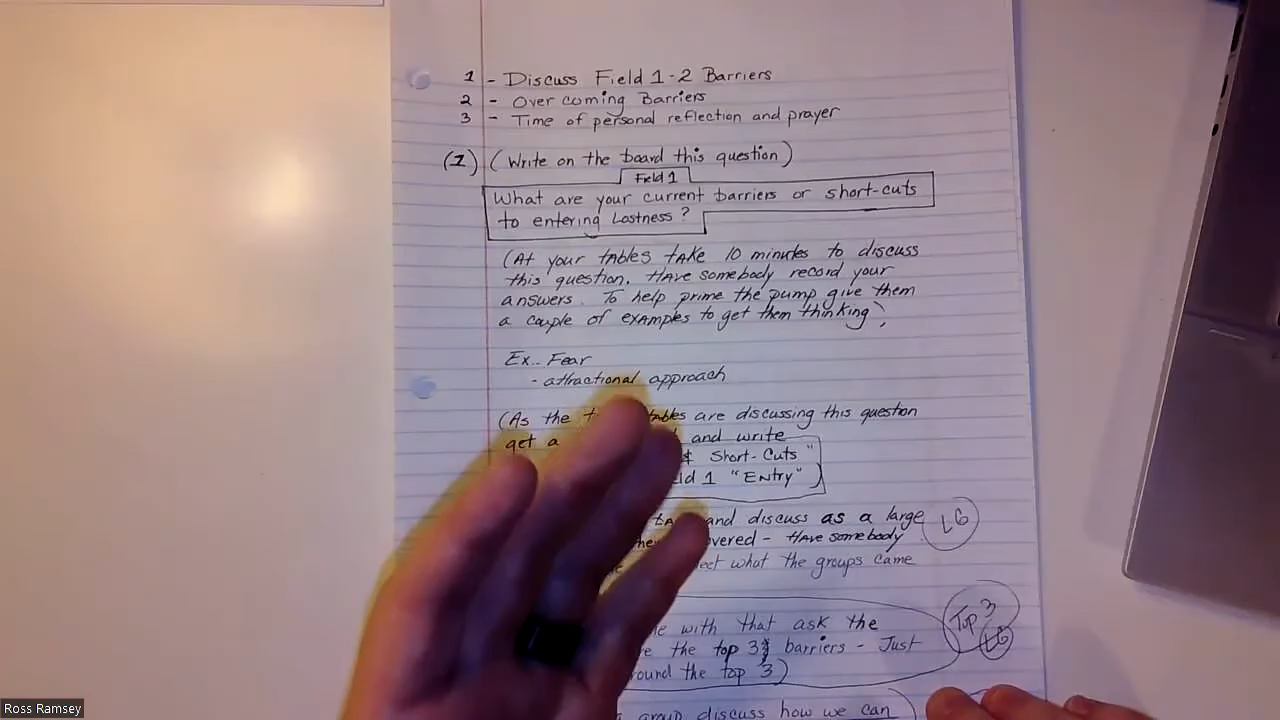 1 - Discuss Field 1-2 Barriers
2 - Over coming Barriers
3 - Time of personal reflection and prayer
(1) (Write on the board this question)
Field 1
What are your current barriers or short-cuts
to entering Lostness?
(At your tables take 10 minutes to discuss
this question. Have somebody record your
answers. To help prime the pump give them
a couple of examples to get them thinking)
Ex.. Fear
- attractional approach
(As the tables are discussing this question
get a and write
& Short-Cuts"
1 "Entry")
and discuss as a large
LG
- Have somebody
what the groups came
with that ask the
Top 3
LG
the top 3 barriers - Just
the top 3)
group discuss how we can)
Ross Ramsey